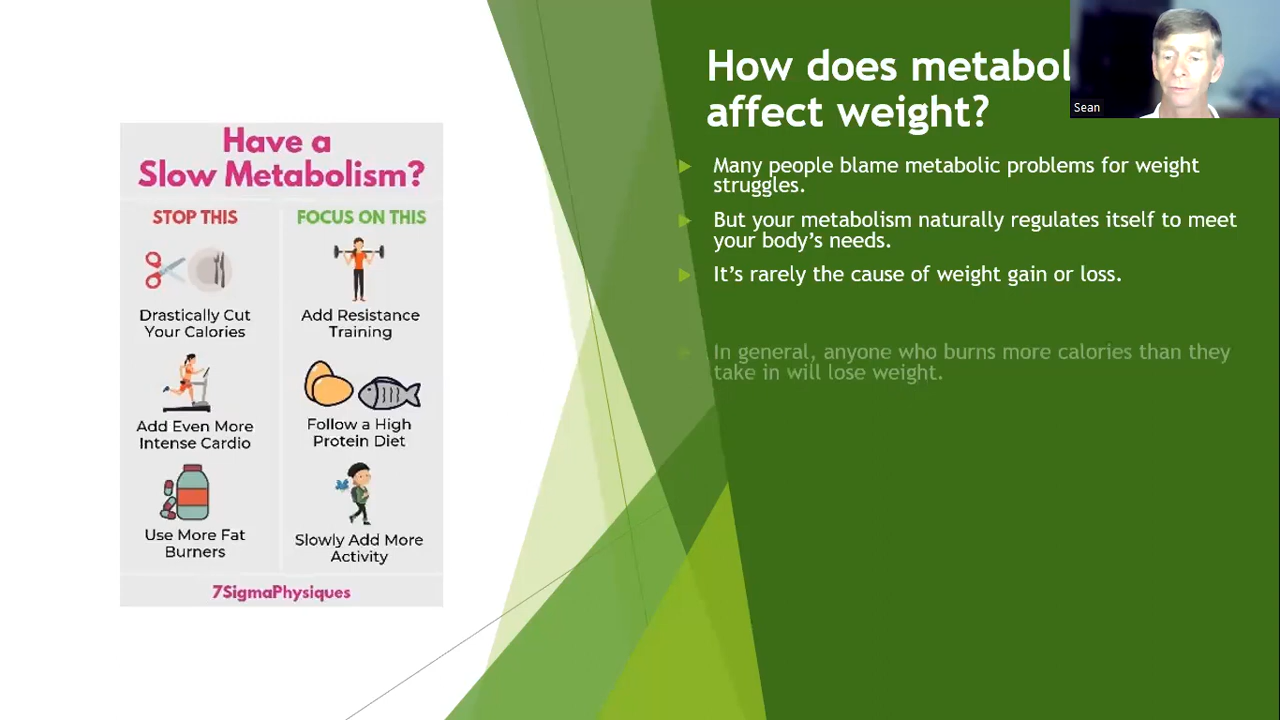 Have a
Slow Metabolism?
STOP THIS
FOCUS ON THIS
Drastically Cut
Your Calories
Add Resistance
Training
Add Even More
Intense Cardio
Follow a High
Protein Diet
Use More Fat
Burners
Slowly Add More
Activity
7SigmaPhysiques
How does metabol
affect weight?
Sean
Many people blame metabolic problems for weight
struggles.
But your metabolism naturally regulates itself to meet
your body’s needs.
It’s rarely the cause of weight gain or loss.
In general, anyone who burns more calories than they
take in will lose weight.